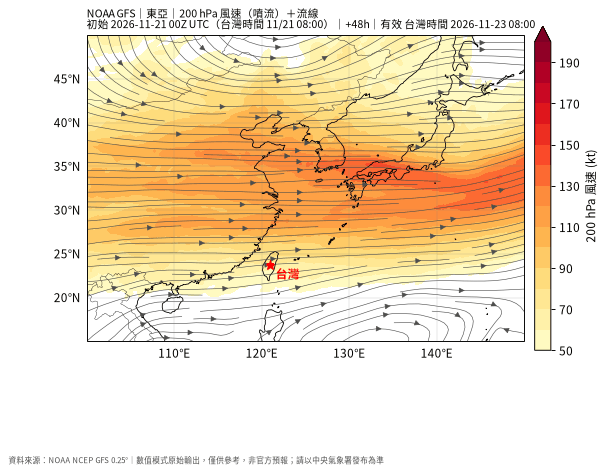 NOAA GFS｜東亞｜200 hPa 風速（噴流）＋流線
初始 2026-11-21 00Z UTC（台灣時間 11/21 08:00）｜+48h｜有效 台灣時間 2026-11-23 08:00
45°N
40°N
35°N
30°N
25°N
20°N
110°E
120°E
130°E
140°E
台灣
190
170
150
130
110
90
70
50
200 hPa 風速 (kt)
資料來源：NOAA NCEP GFS 0.25°｜數值模式原始輸出，僅供參考，非官方預報；請以中央氣象署發布為準